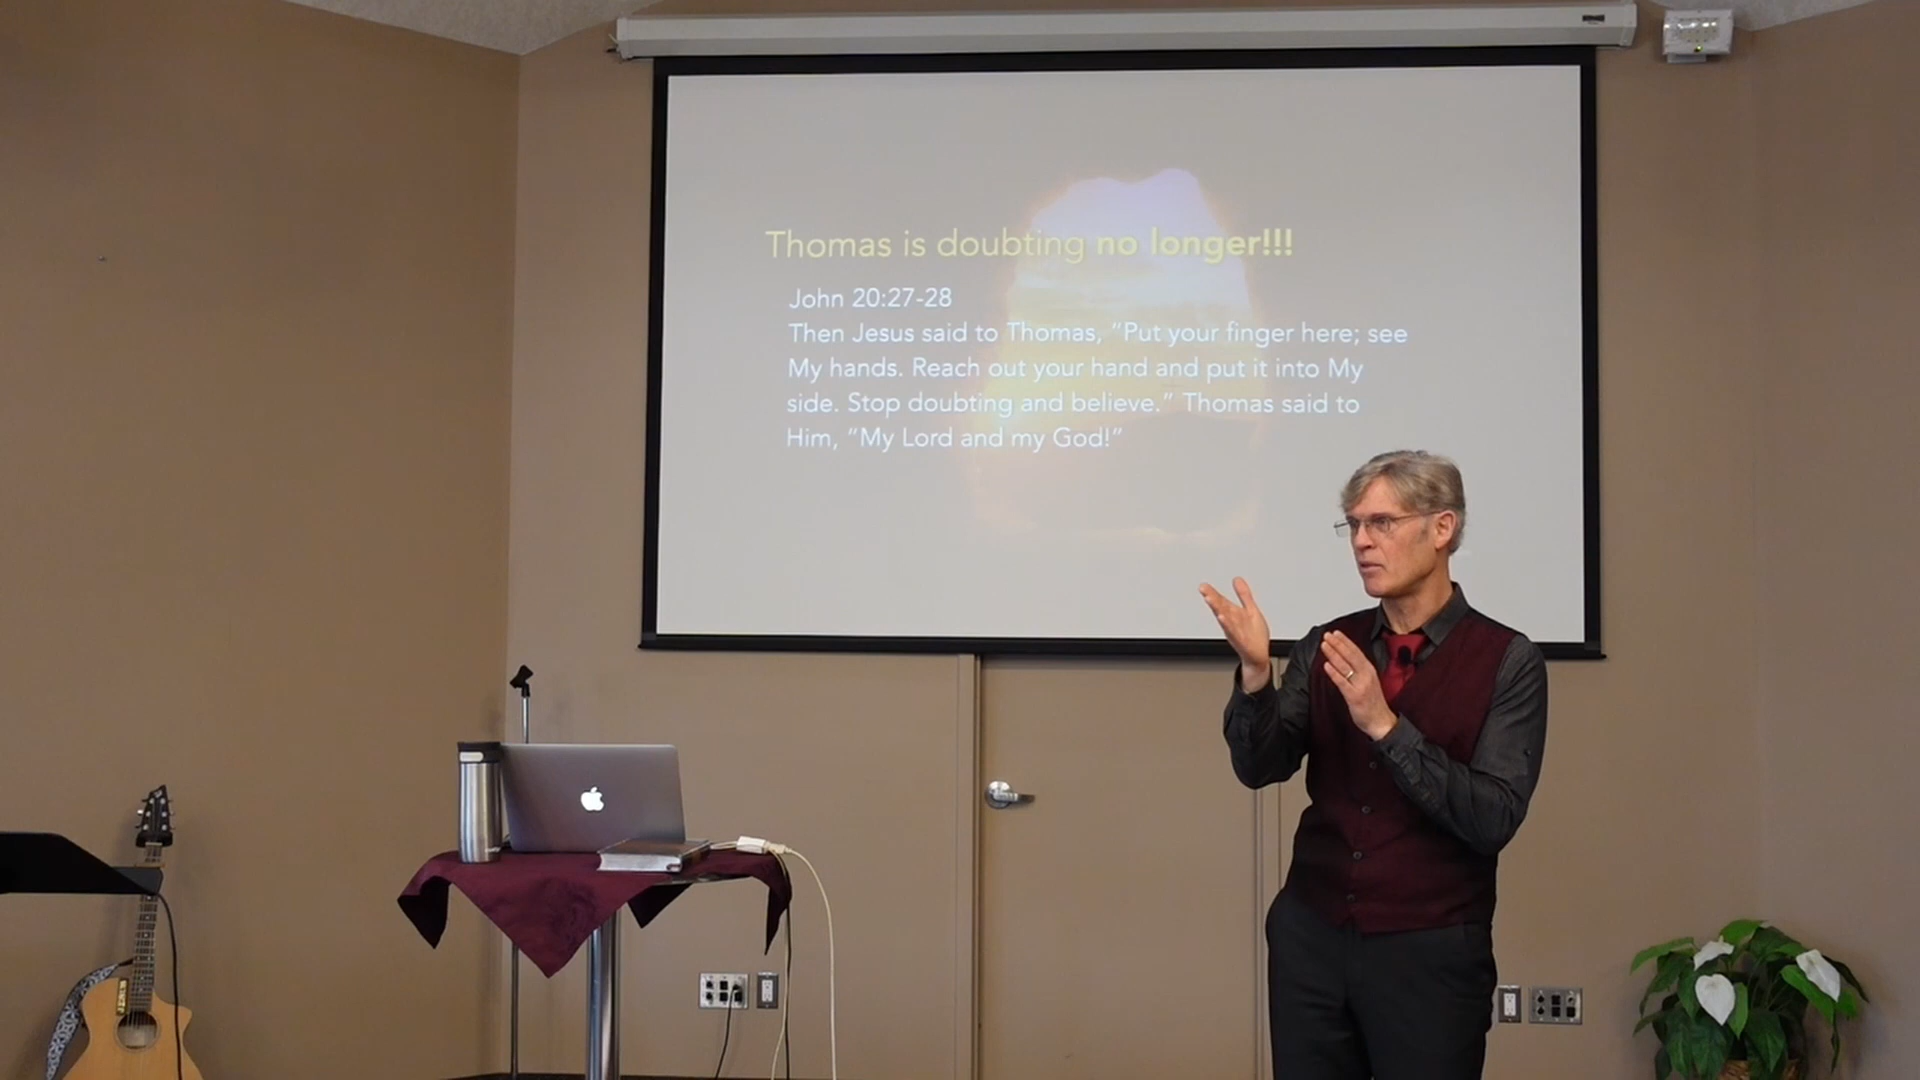 Thomas is doubting no longer!!!
John 20:27-28
Then Jesus said to Thomas, “Put your finger here; see
My hands. Reach out your hand and put it into My
side. Stop doubting and believe.” Thomas said to
Him, “My Lord and my God!“